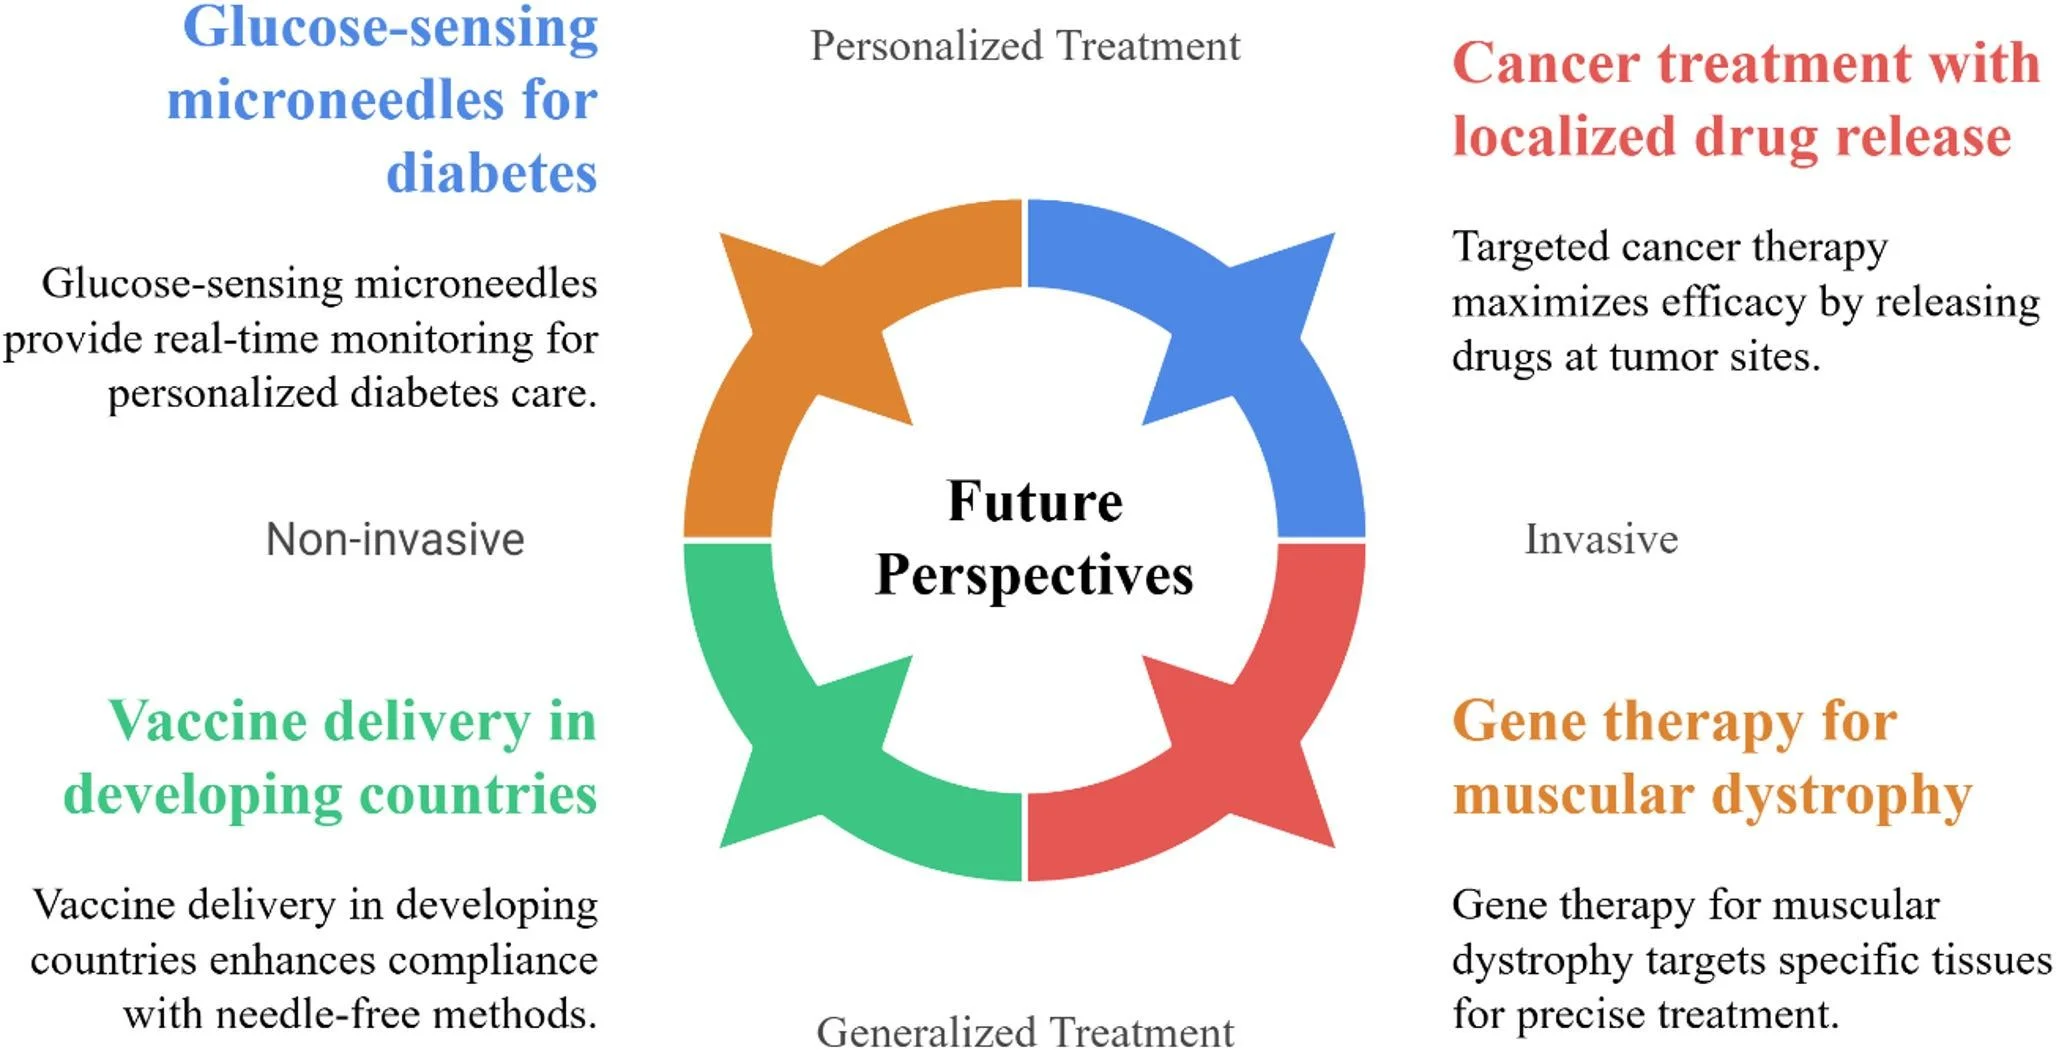 Glucose-sensing
microneedles for
diabetes
Glucose-sensing microneedles
provide real-time monitoring for
personalized diabetes care.
Personalized Treatment
Cancer treatment with
localized drug release
Targeted cancer therapy
maximizes efficacy by releasing
drugs at tumor sites.
Non-invasive
Future
Perspectives
Invasive
Vaccine delivery in
developing countries
Vaccine delivery in developing
countries enhances compliance
with needle-free methods.
Generalized Treatment
Gene therapy for
muscular dystrophy
Gene therapy for muscular
dystrophy targets specific tissues
for precise treatment.